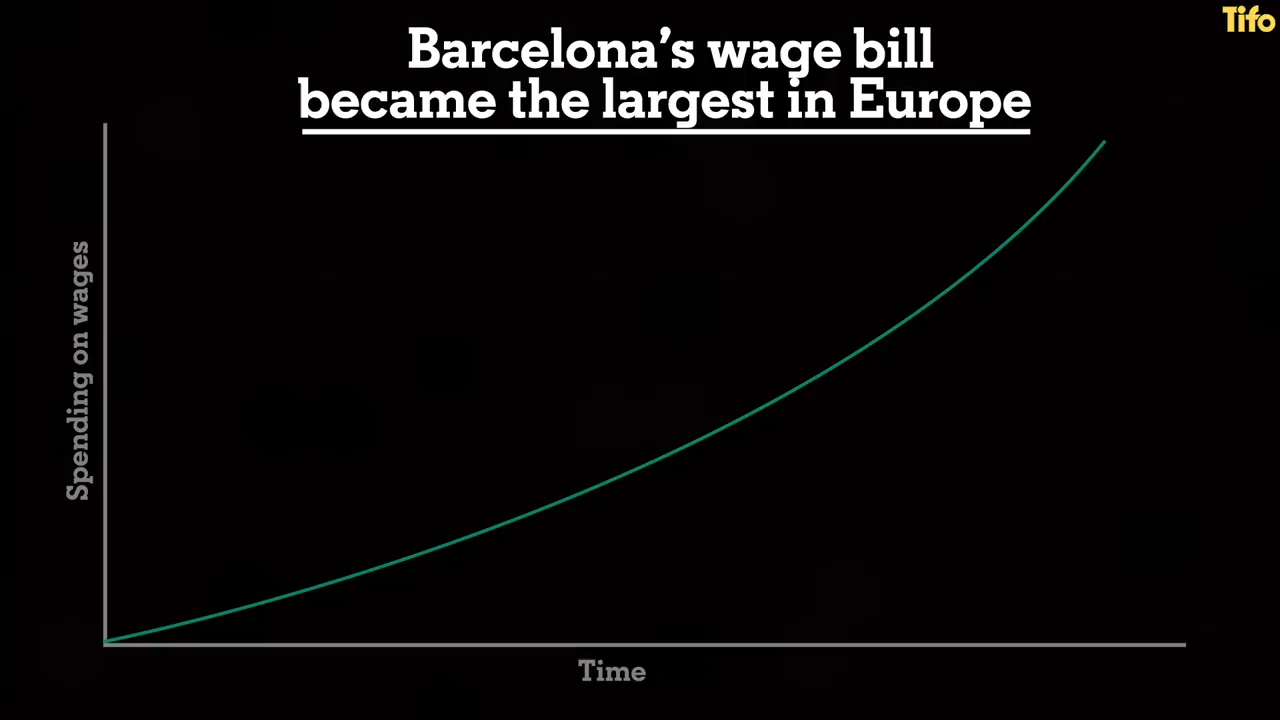 Tifo
Barcelona's wage bill
became the largest in Europe
Spending on wages
Time